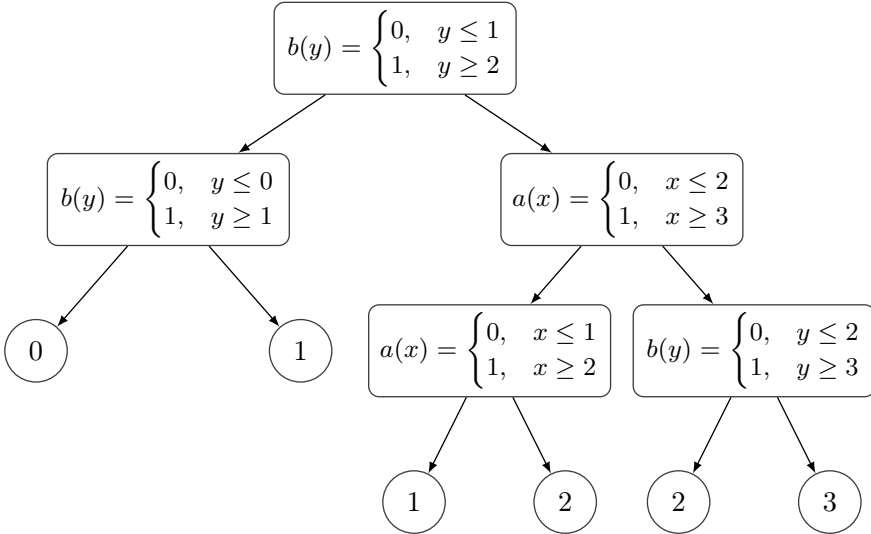 b(y) = {0, y ≤ 1
1, y ≥ 2
b(y) = {0, y ≤ 0
1, y ≥ 1
a(x) = {0, x ≤ 2
1, x ≥ 3
0
1
a(x) = {0, x ≤ 1
1, x ≥ 2
b(y) = {0, y ≤ 2
1, y ≥ 3
1
2
2
3